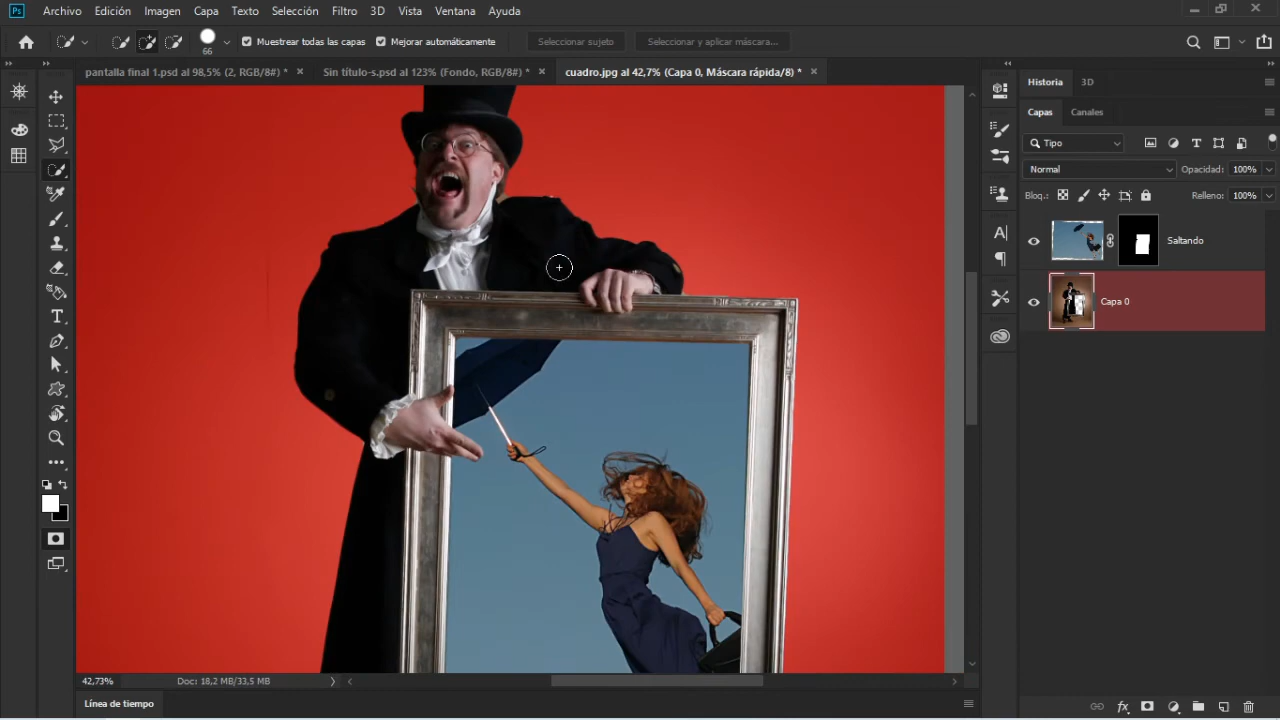 Ps Archivo Edición Imagen Capa Texto Selección Filtro 3D Vista Ventana Ayuda
66 Muestrear todas las capas Mejorar automáticamente Seleccionar sujeto Seleccionar y aplicar máscara...
pantalla final 1.psd al 98,5% (2, RGB/8#) * Sin título-s.psd al 123% (Fondo, RGB/8#) * cuadro.jpg al 42,7% (Capa 0, Máscara rápida/8) *
Historia 3D
Capas Canales
Tipo
Normal Opacidad: 100%
Bloq.: Relleno: 100%
Saltando
Capa 0
42,73% Doc: 18,2 MB/33,5 MB
Línea de tiempo